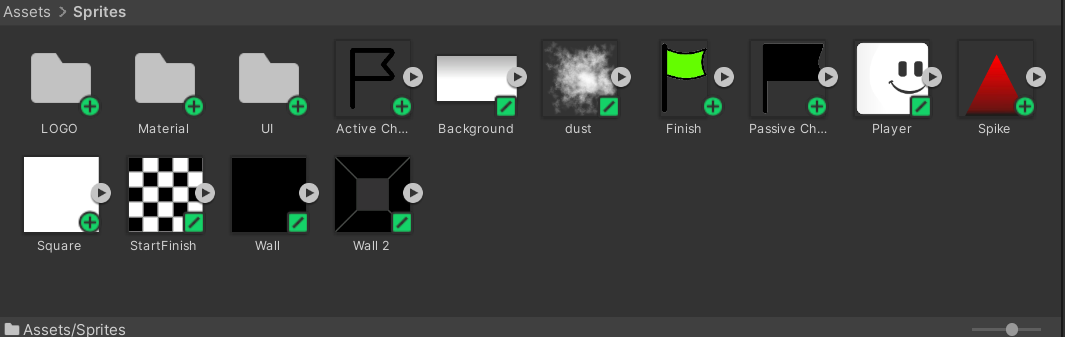 Assets > Sprites
LOGO Material UI Active Ch... Background dust Finish Passive Ch... Player Spike
Square StartFinish Wall Wall 2
Assets/Sprites